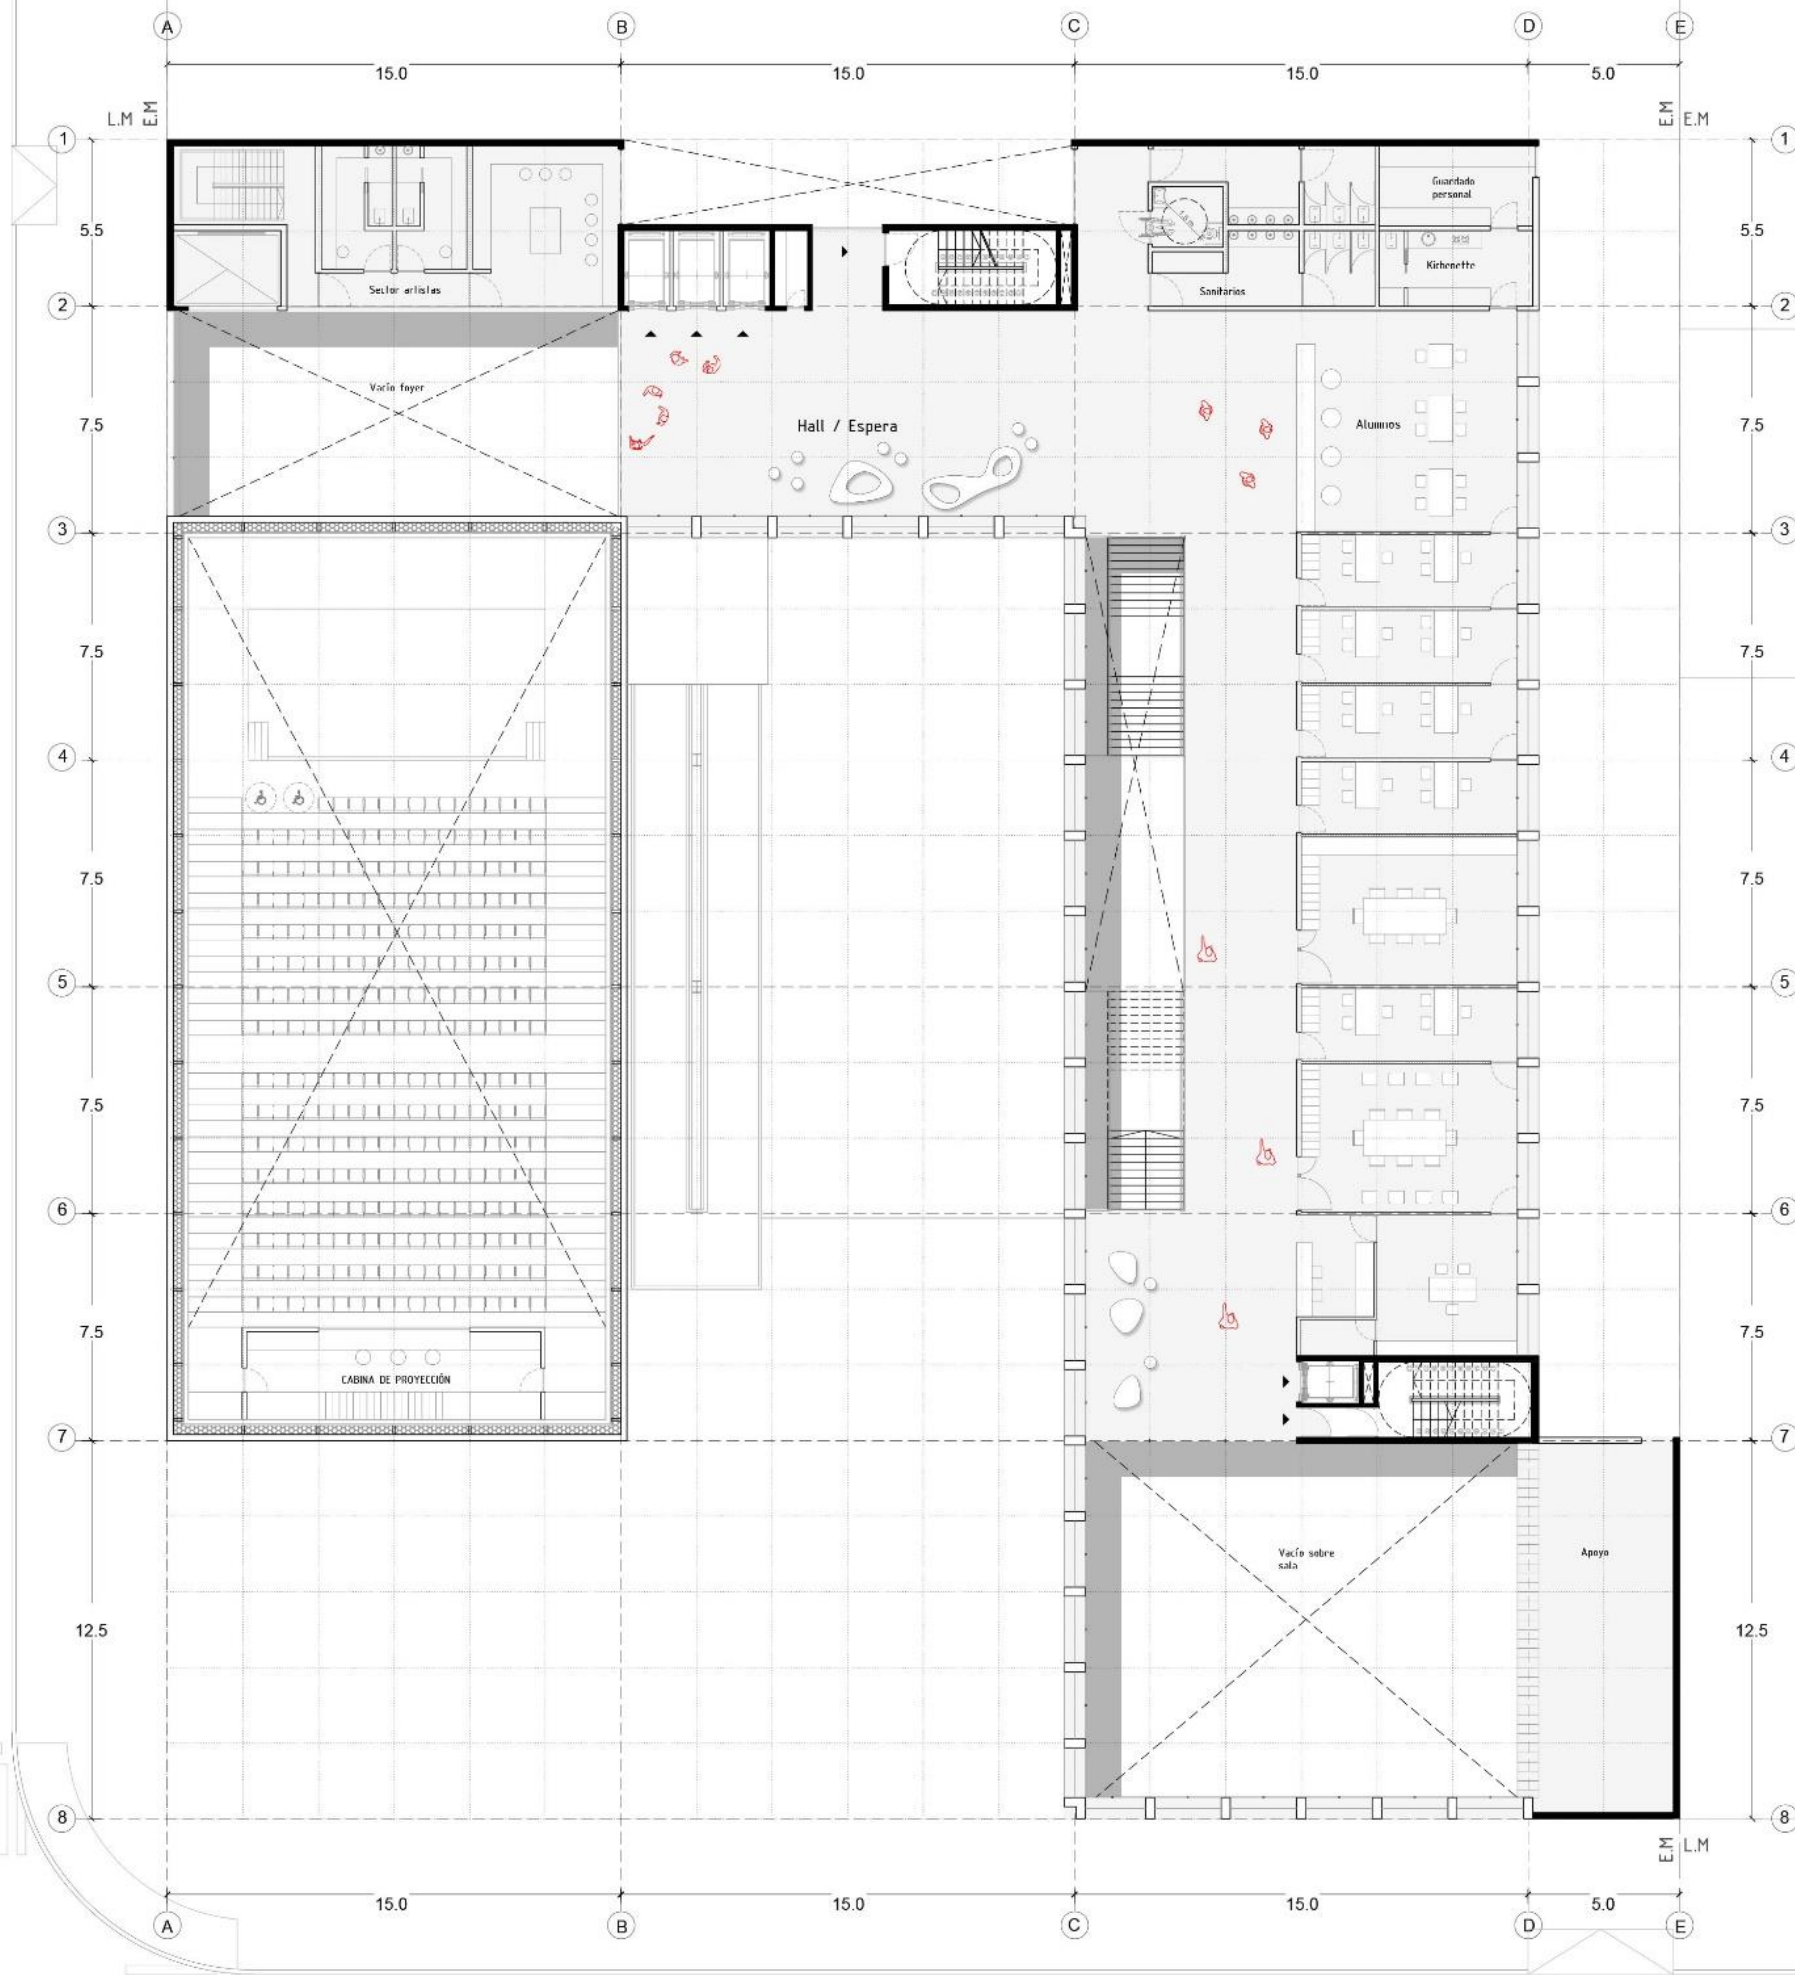 A B C D E
15.0 15.0 15.0 5.0
L.M E.M E.M E.M
1 1
Guardado
personal
5.5 5.5
Kichenette
Sector artistas Sanitarios
2 2
Vacío foyer
7.5 Hall / Espera Alumnos 7.5
3 3
7.5 7.5
4 4
7.5 7.5
5 5
7.5 7.5
6 6
7.5 7.5
CABINA DE PROYECCIÓN
7 7
Vacío sobre
sala
Apoyo
12.5 12.5
8 8
E.M L.M
15.0 15.0 15.0 5.0
A B C D E